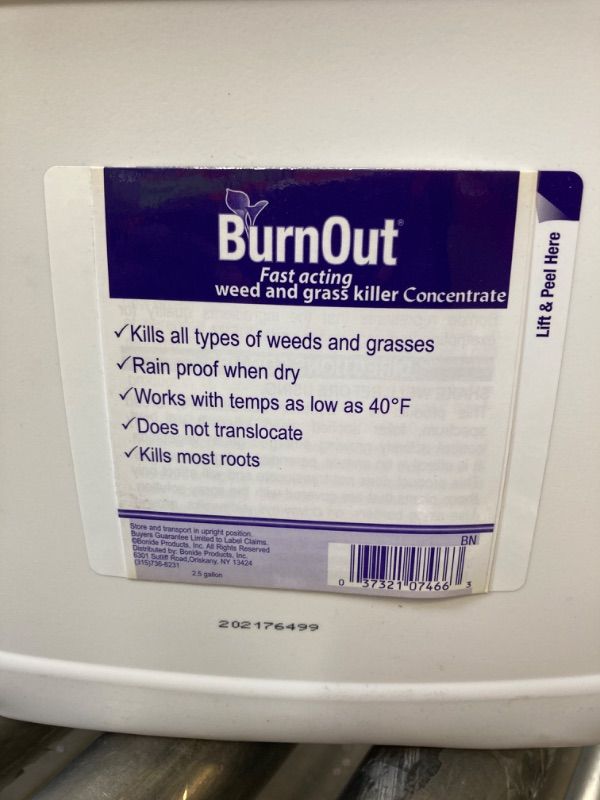 BurnOut®
Fast acting
weed and grass killer Concentrate
Lift & Peel Here
✓Kills all types of weeds and grasses
✓Rain proof when dry
✓Works with temps as low as 40°F
✓Does not translocate
✓Kills most roots
Store and transport in upright position.
Buyers Guarantee Limited to Label Claims.
©Bonide Products, Inc. All Rights Reserved
Distributed by: Bonide Products, Inc.
6301 Sutliff Road,Oriskany, NY 13424
(315)736-8231
2.5 gallon
BN
0 37321 07466 3
202176499